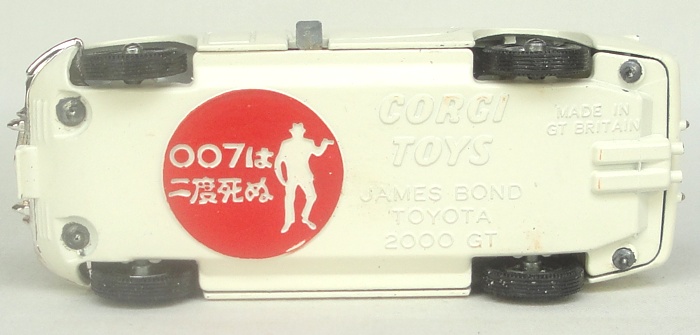 007は
二度死ぬ
CORGI
TOYS
JAMES BOND
TOYOTA
2000 GT
MADE IN
GT BRITAIN